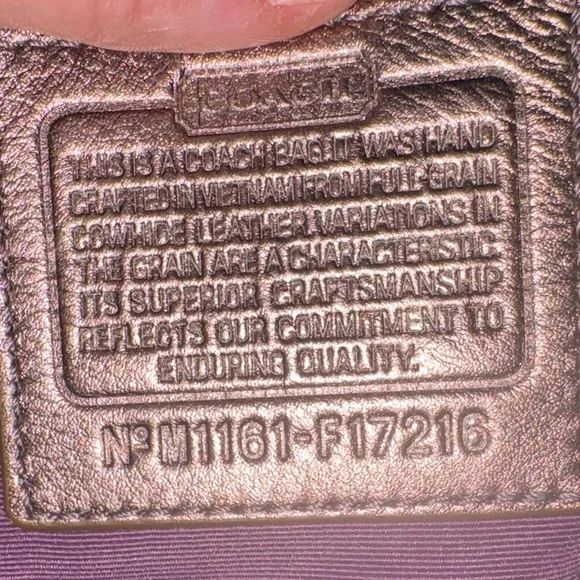 COACH
THIS IS A COACH BAG. IT WAS HAND
CRAFTED IN VIETNAM FROM FULL-GRAIN
COWHIDE LEATHER. VARIATIONS IN
THE GRAIN ARE A CHARACTERISTIC.
ITS SUPERIOR CRAFTSMANSHIP
REFLECTS OUR COMMITMENT TO
ENDURING QUALITY.
Nº M1161-F17216